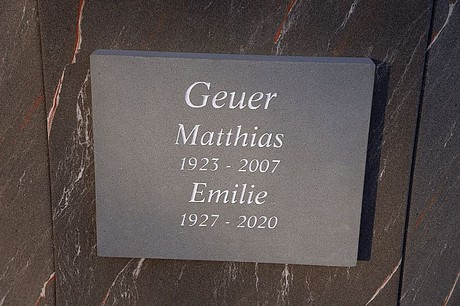 Geuer
Matthias
1923 - 2007
Emilie
1927 - 2020